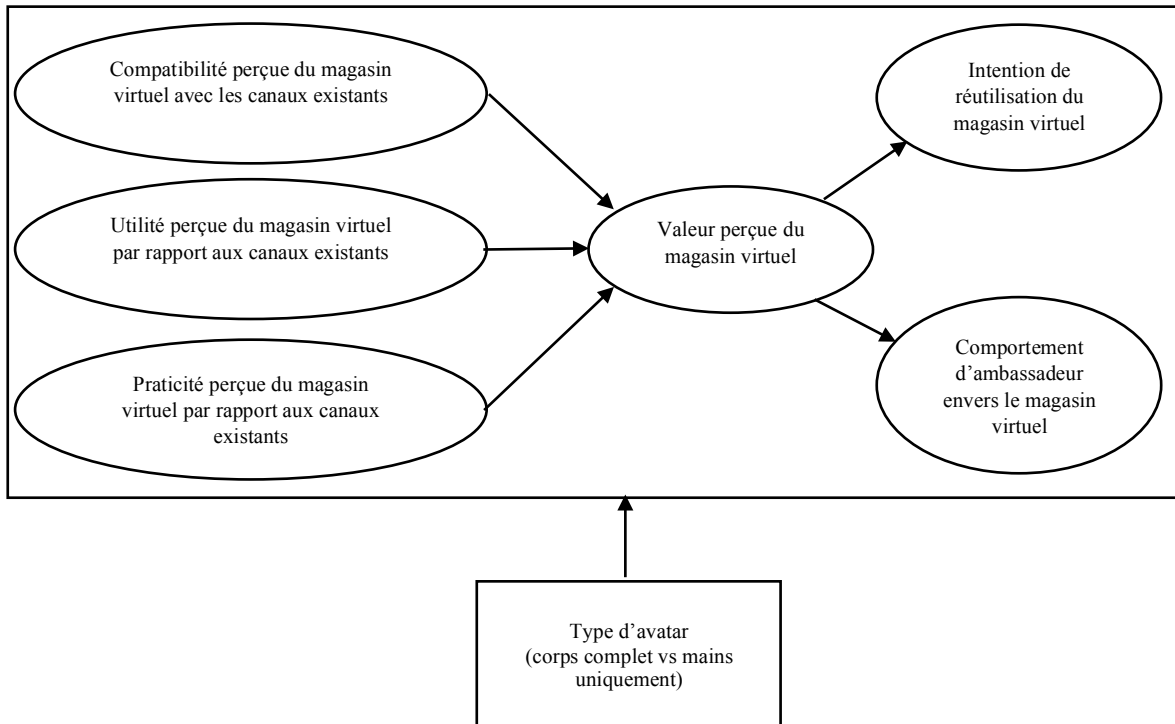 Compatibilité perçue du magasin
virtuel avec les canaux existants
Utilité perçue du magasin virtuel
par rapport aux canaux existants
Praticité perçue du magasin
virtuel par rapport aux canaux
existants
Valeur perçue du
magasin virtuel
Intention de
réutilisation du
magasin virtuel
Comportement
d’ambassadeur
envers le magasin
virtuel
Type d’avatar
(corps complet vs mains
uniquement)